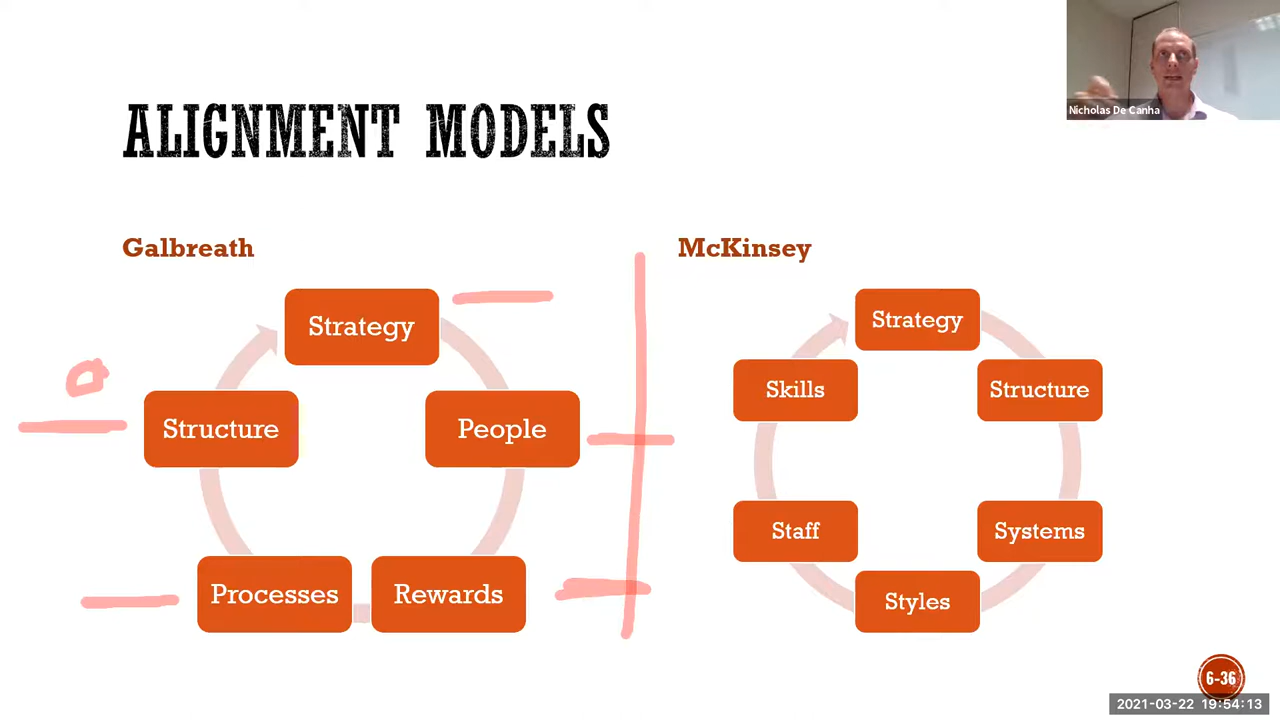 Nicholas De Canha
ALIGNMENT MODELS
Galbreath
Strategy
People
Rewards
Processes
Structure
McKinsey
Strategy
Structure
Systems
Styles
Staff
Skills
6-36
2021-03-22 19:54:13